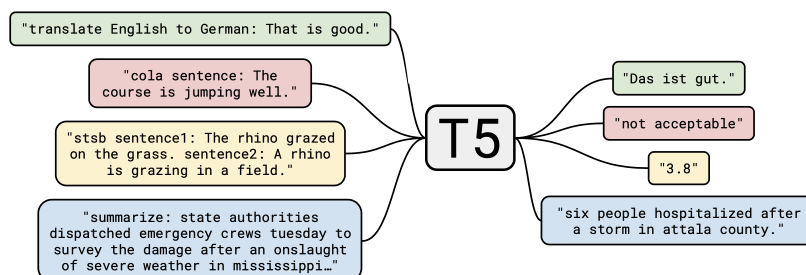 "translate English to German: That is good."
"cola sentence: The
course is jumping well."
"stsb sentence1: The rhino grazed
on the grass. sentence2: A rhino
is grazing in a field."
"summarize: state authorities
dispatched emergency crews tuesday to
survey the damage after an onslaught
of severe weather in mississippi…"
T5
"Das ist gut."
"not acceptable"
"3.8"
"six people hospitalized after
a storm in attala county."